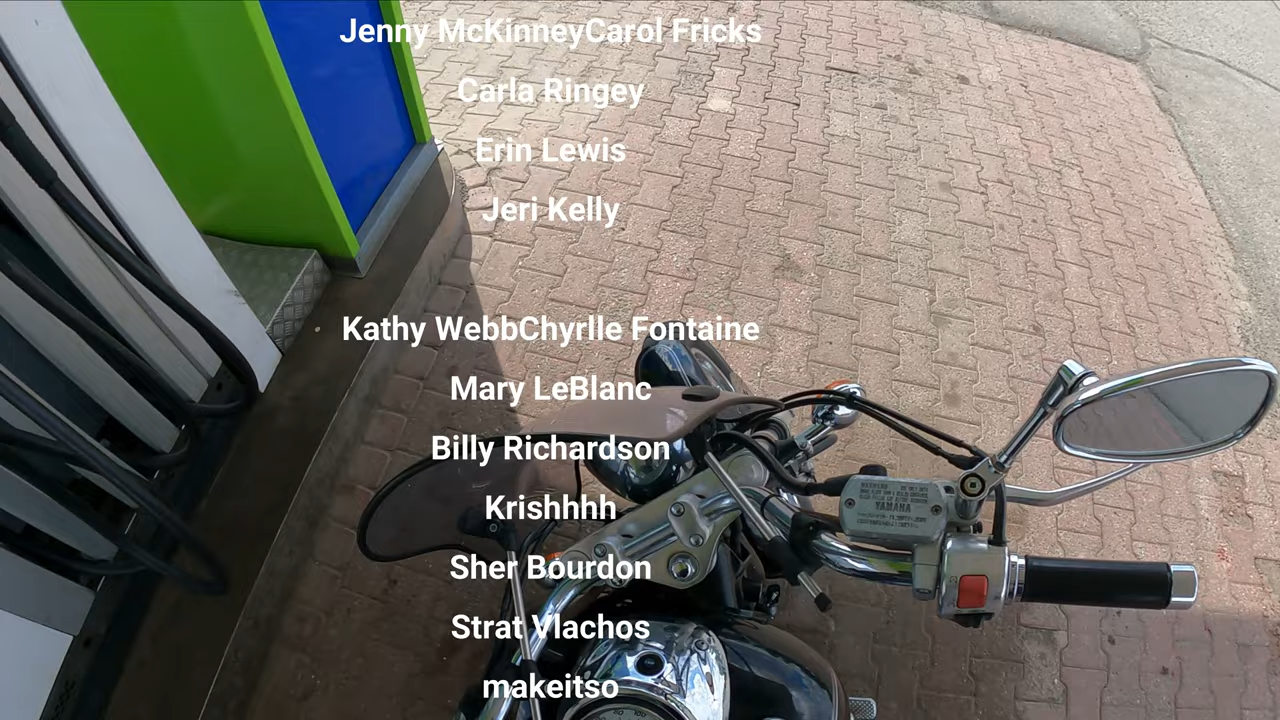 Jenny McKinneyCarol Fricks
Carla Ringey
Erin Lewis
Jeri Kelly
Kathy WebbChyrlle Fontaine
Mary LeBlanc
Billy Richardson
Krishhhh
YAMAHA
Sher Bourdon
Strat Vlachos
makeitso